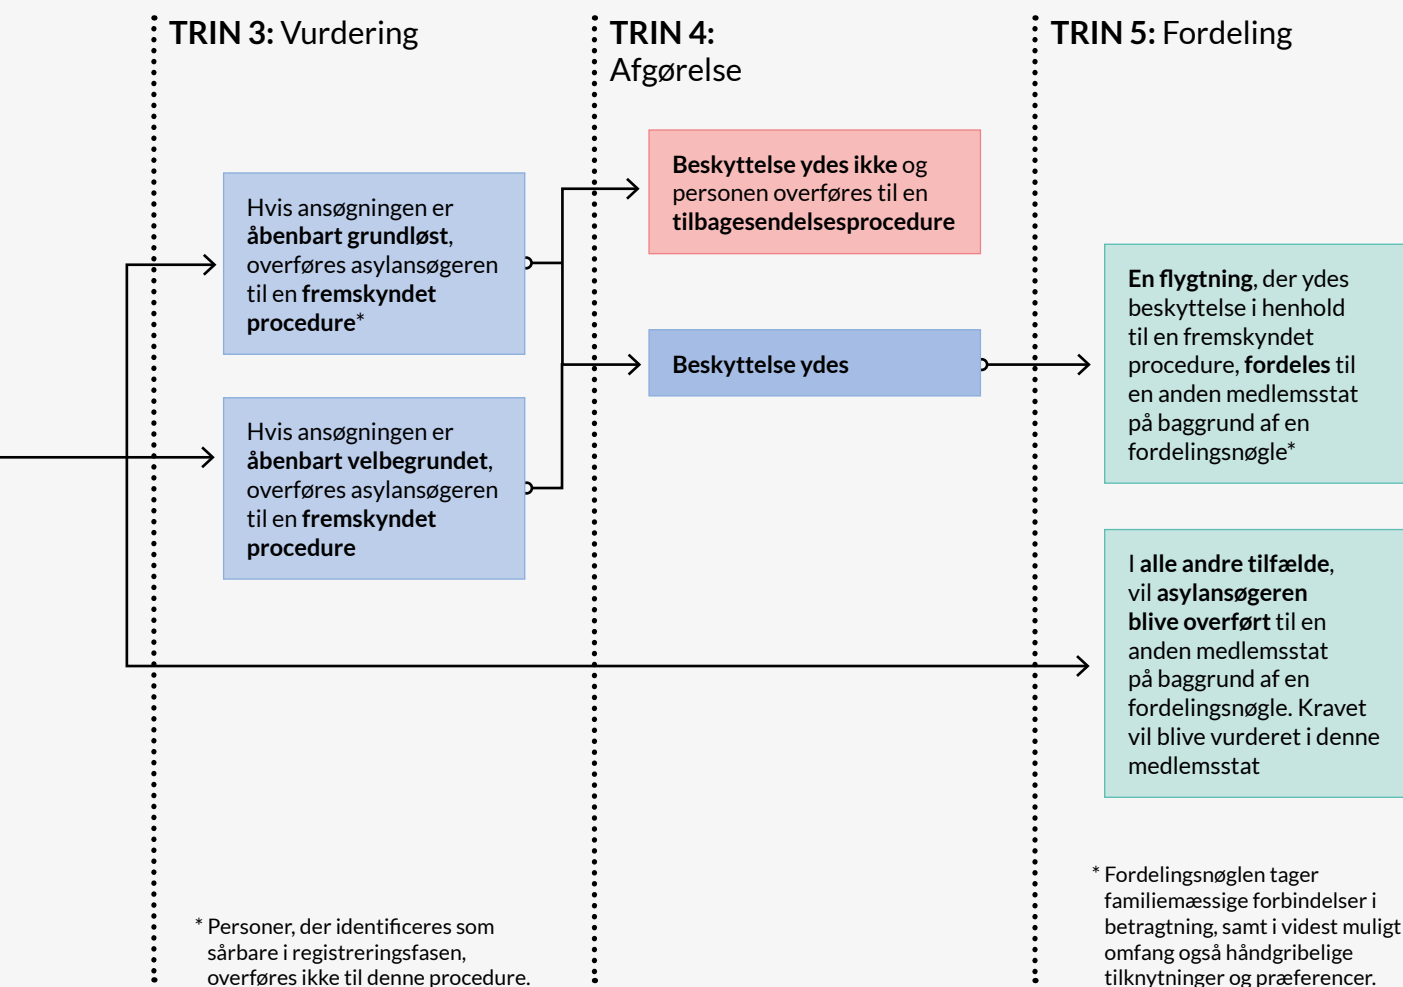 TRIN 3: Vurdering
Hvis ansøgningen er
åbenbart grundløst,
overføres asylansøgeren
til en fremskyndet
procedure*
Hvis ansøgningen er
åbenbart velbegrundet,
overføres asylansøgeren
til en fremskyndet
procedure
* Personer, der identificeres som
sårbare i registreringsfasen,
overføres ikke til denne procedure.
TRIN 4:
Afgørelse
Beskyttelse ydes ikke og
personen overføres til en
tilbagesendelsesprocedure
Beskyttelse ydes
TRIN 5: Fordeling
En flygtning, der ydes
beskyttelse i henhold
til en fremskyndet
procedure, fordeles til
en anden medlemsstat
på baggrund af en
fordelingsnøgle*
I alle andre tilfælde,
vil asylansøgeren
blive overført til en
anden medlemsstat
på baggrund af en
fordelingsnøgle. Kravet
vil blive vurderet i denne
medlemsstat
* Fordelingsnøglen tager
familiemæssige forbindelser i
betragtning, samt i videst muligt
omfang også håndgribelige
tilknytninger og præferencer.